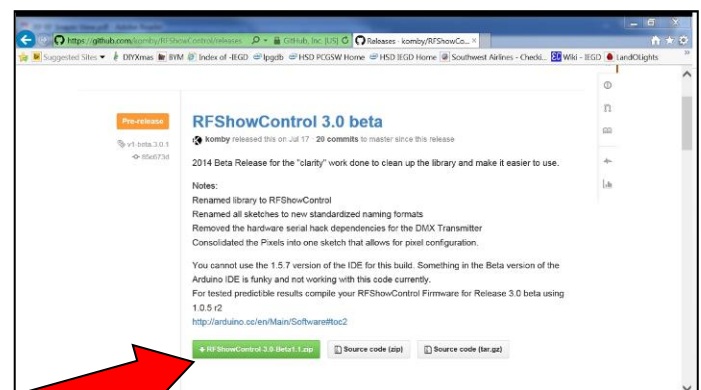 https://github.com/komby/RFShowControl/releases
GitHub, Inc. [US]
Releases · komby/RFShowCo...
Suggested Sites
DIYXmas
BYM
Index of -IEGD
lpgdb
HSD PCGSW Home
HSD IEGD Home
Southwest Airlines - Checki...
Wiki - IEGD
LandOLights
Pre-release
RFShowControl 3.0 beta
v1-beta.3.0.1
komby released this on Jul 17 · 20 commits to master since this release
2014 Beta Release for the "clarity" work done to clean up the library and make it easier to use.
Notes:
Renamed library to RFShowControl
Renamed all sketches to new standardized naming formats
Removed the hardware serial hack dependencies for the DMX Transmitter
Consolidated the Pixels into one sketch that allows for pixel configuration.
You cannot use the 1.5.7 version of the IDE for this build. Something in the Beta version of the
Arduino IDE is funky and not working with this code currently.
For tested predictible results compile your RFShowControl Firmware for Release 3.0 beta using
1.0.5 r2
http://arduino.cc/en/Main/Software#toc2
RFShowControl-3.0-Beta1.1.zip
Source code (zip)
Source code (tar.gz)